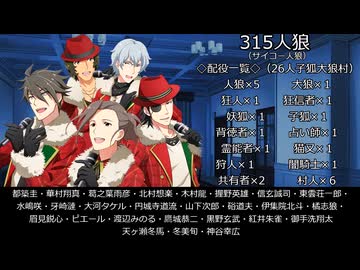 315人狼
(サイコー人狼)
◇配役一覧◇(26人子狐大狼村)
人狼×5 大狼×1
狂人×1 狂信者×1
妖狐×1 子狐×1
背徳者×1 占い師×1
霊能者×1 猫又×1
狩人×1 闇騎士×1
共有者×2 村人×6
都築圭・華村翔真・葛之葉雨彦・北村想楽・木村龍・握野英雄・信玄誠司・東雲荘一郎・
水嶋咲・牙崎漣・大河タケル・円城寺道流・山下次郎・硲道夫・伊集院北斗・橘志狼・
眉見鋭心・ピエール・渡辺みのる・鷹城恭二・黒野玄武・紅井朱雀・御手洗翔太
天ヶ瀬冬馬・冬美旬・神谷幸広